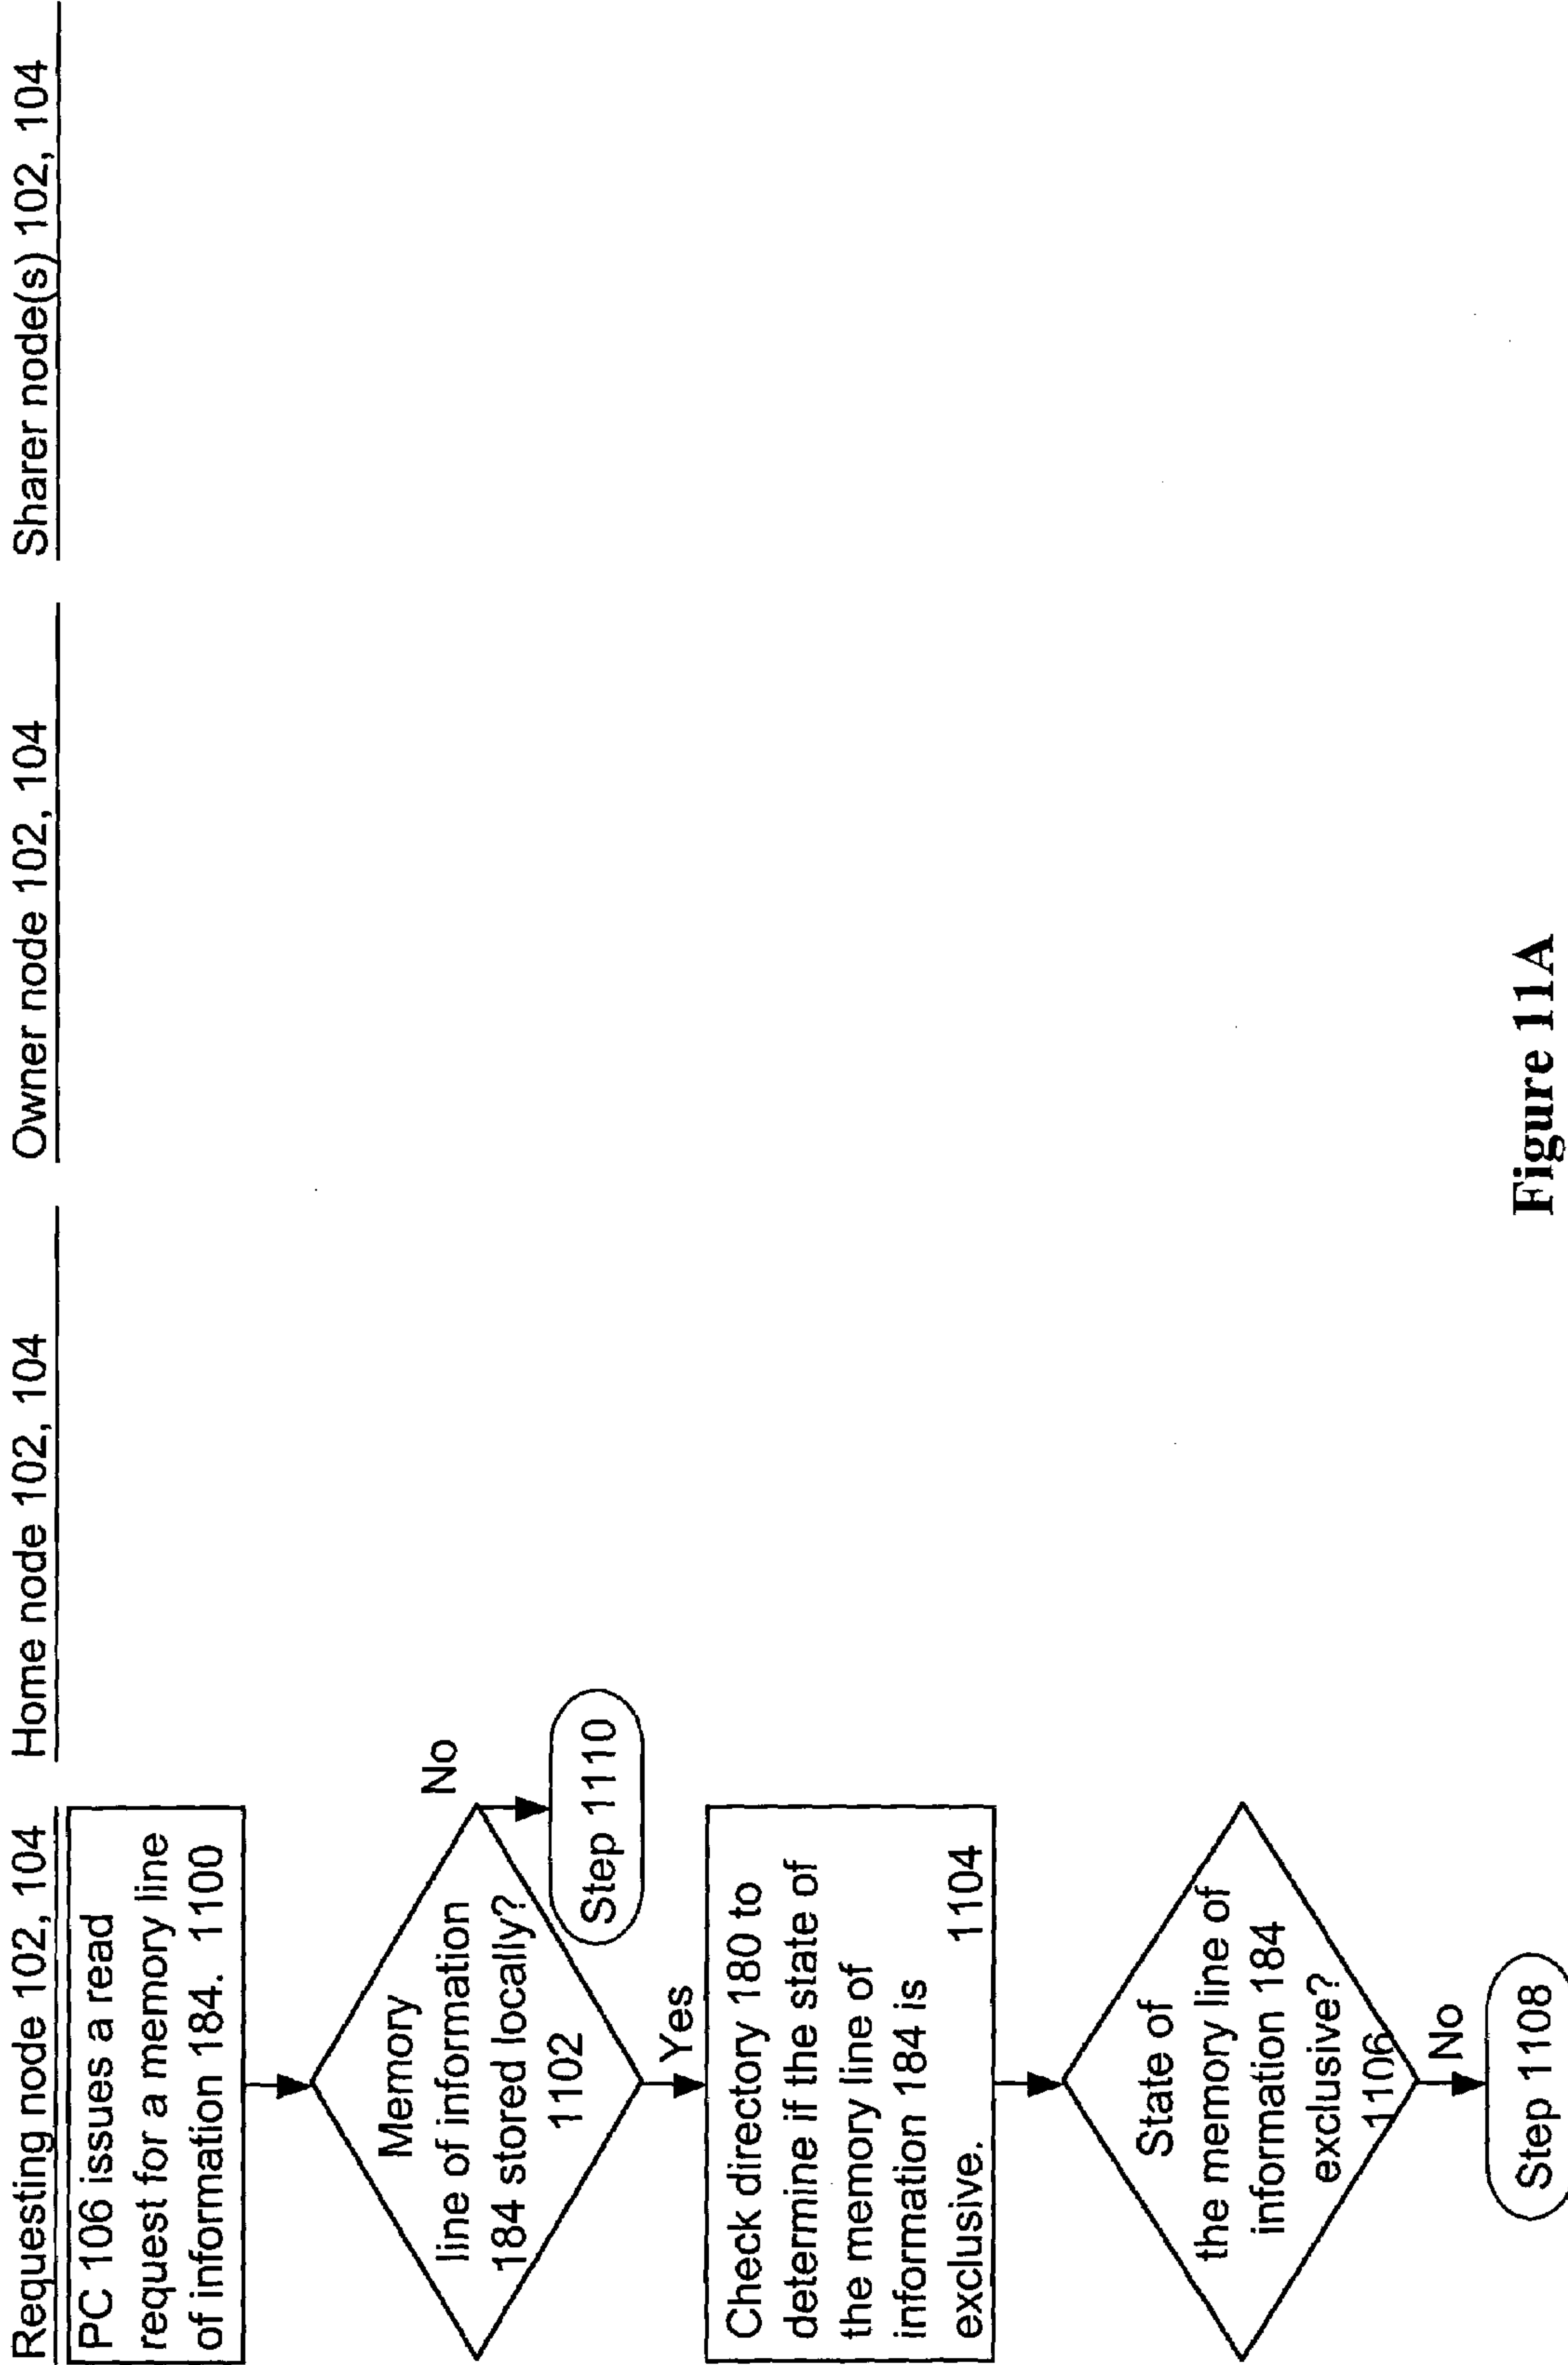 Requesting node 102, 104
Home node 102, 104
Owner node 102, 104
Sharer node(s) 102, 104
PC 106 issues a read
request for a memory line
of information 184. 1100
Memory
line of information
184 stored locally?
1102
No
Step 1110
Yes
Check directory 180 to
determine if the state of
the memory line of
information 184 is
exclusive. 1104
State of
the memory line of
information 184
exclusive?
1106
No
Step 1108
Figure 11A